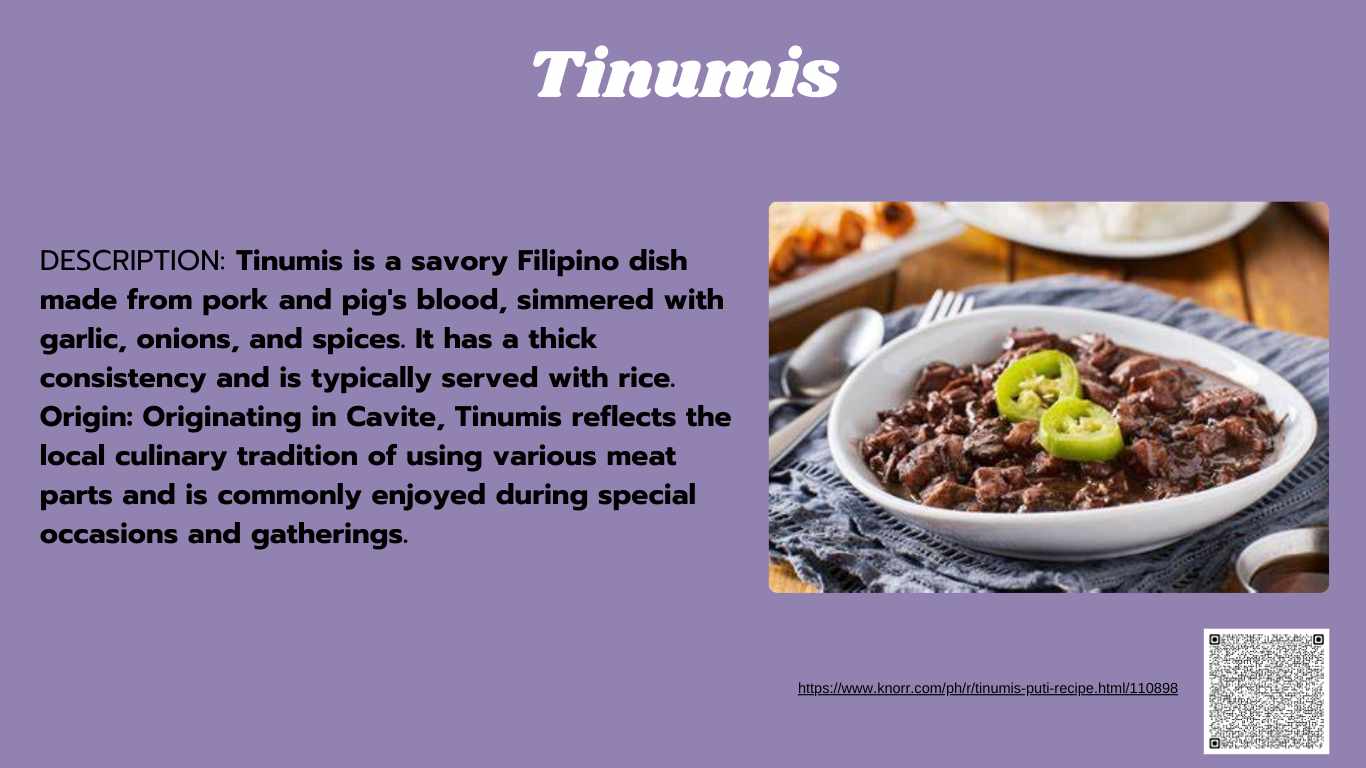 Tinumis
DESCRIPTION: Tinumis is a savory Filipino dish
made from pork and pig's blood, simmered with
garlic, onions, and spices. It has a thick
consistency and is typically served with rice.
Origin: Originating in Cavite, Tinumis reflects the
local culinary tradition of using various meat
parts and is commonly enjoyed during special
occasions and gatherings.
https://www.knorr.com/ph/r/tinumis-puti-recipe.html/110898